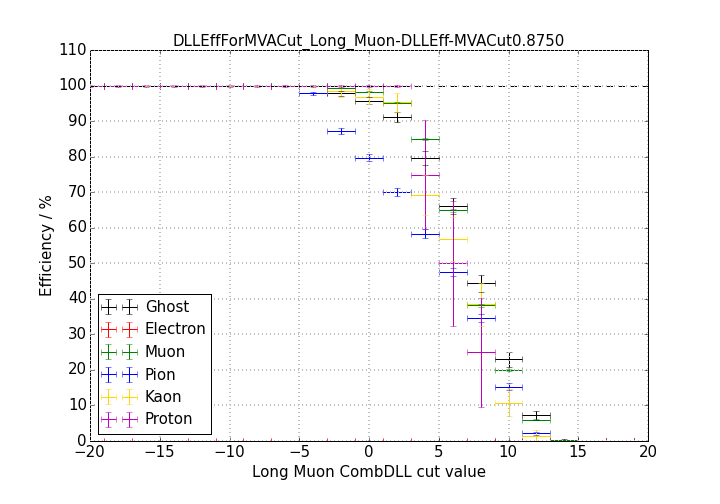 DLLEffForMVACut_Long_Muon-DLLEff-MVACut0.8750
110
100
90
80
70
60
50
40
30
20
10
0
Efficiency / %
Ghost
Electron
Muon
Pion
Kaon
Proton
−20 −15 −10 −5 0 5 10 15 20
Long Muon CombDLL cut value